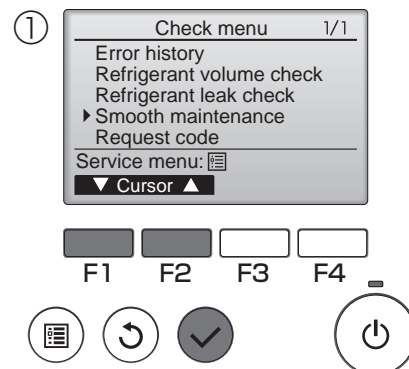 ①
Check menu 1/1
Error history
Refrigerant volume check
Refrigerant leak check
Smooth maintenance
Request code
Service menu:
▼ Cursor ▲
F1 F2 F3 F4